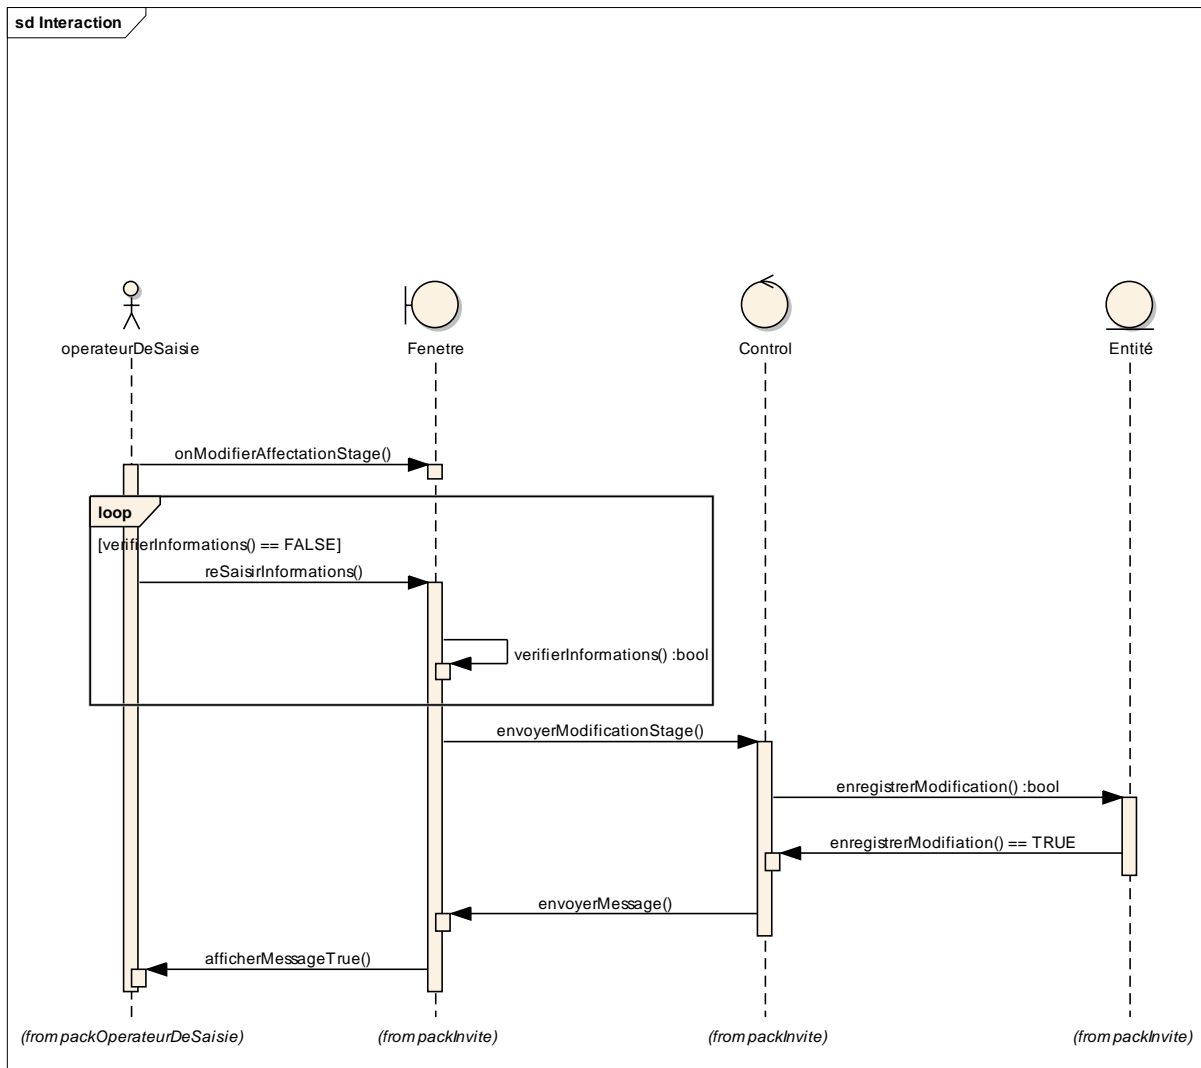 sd Interaction
operateurDeSaisie
Fenetre
Control
Entité
onModifierAffectationStage()
loop
[verifierInformations() == FALSE]
reSaisirInformations()
verifierInformations() :bool
envoyerModificationStage()
enregistrerModification() :bool
enregistrerModifiation() == TRUE
envoyerMessage()
afficherMessageTrue()
(from packOperateurDeSaisie)
(from packInvite)
(from packInvite)
(from packInvite)